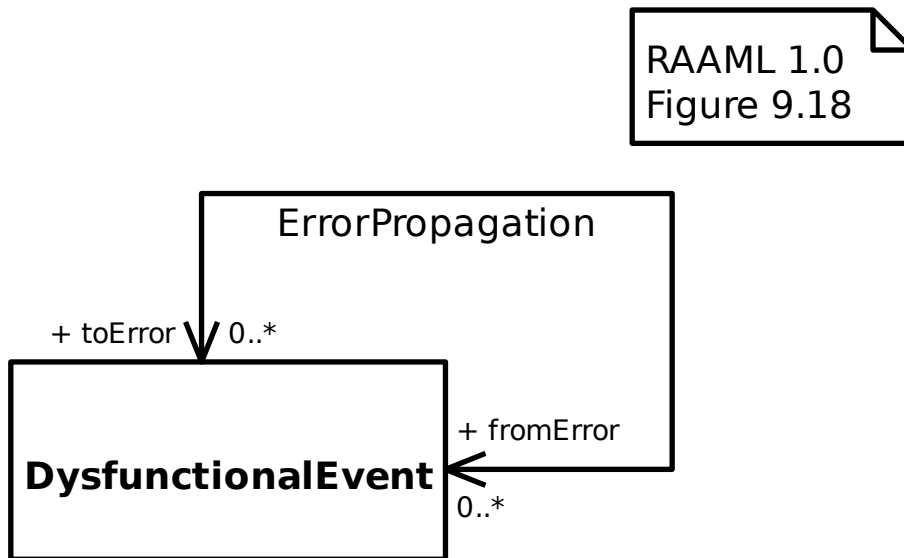 RAAML 1.0
Figure 9.18
ErrorPropagation
+ toError 0..*
+ fromError
DysfunctionalEvent
0..*